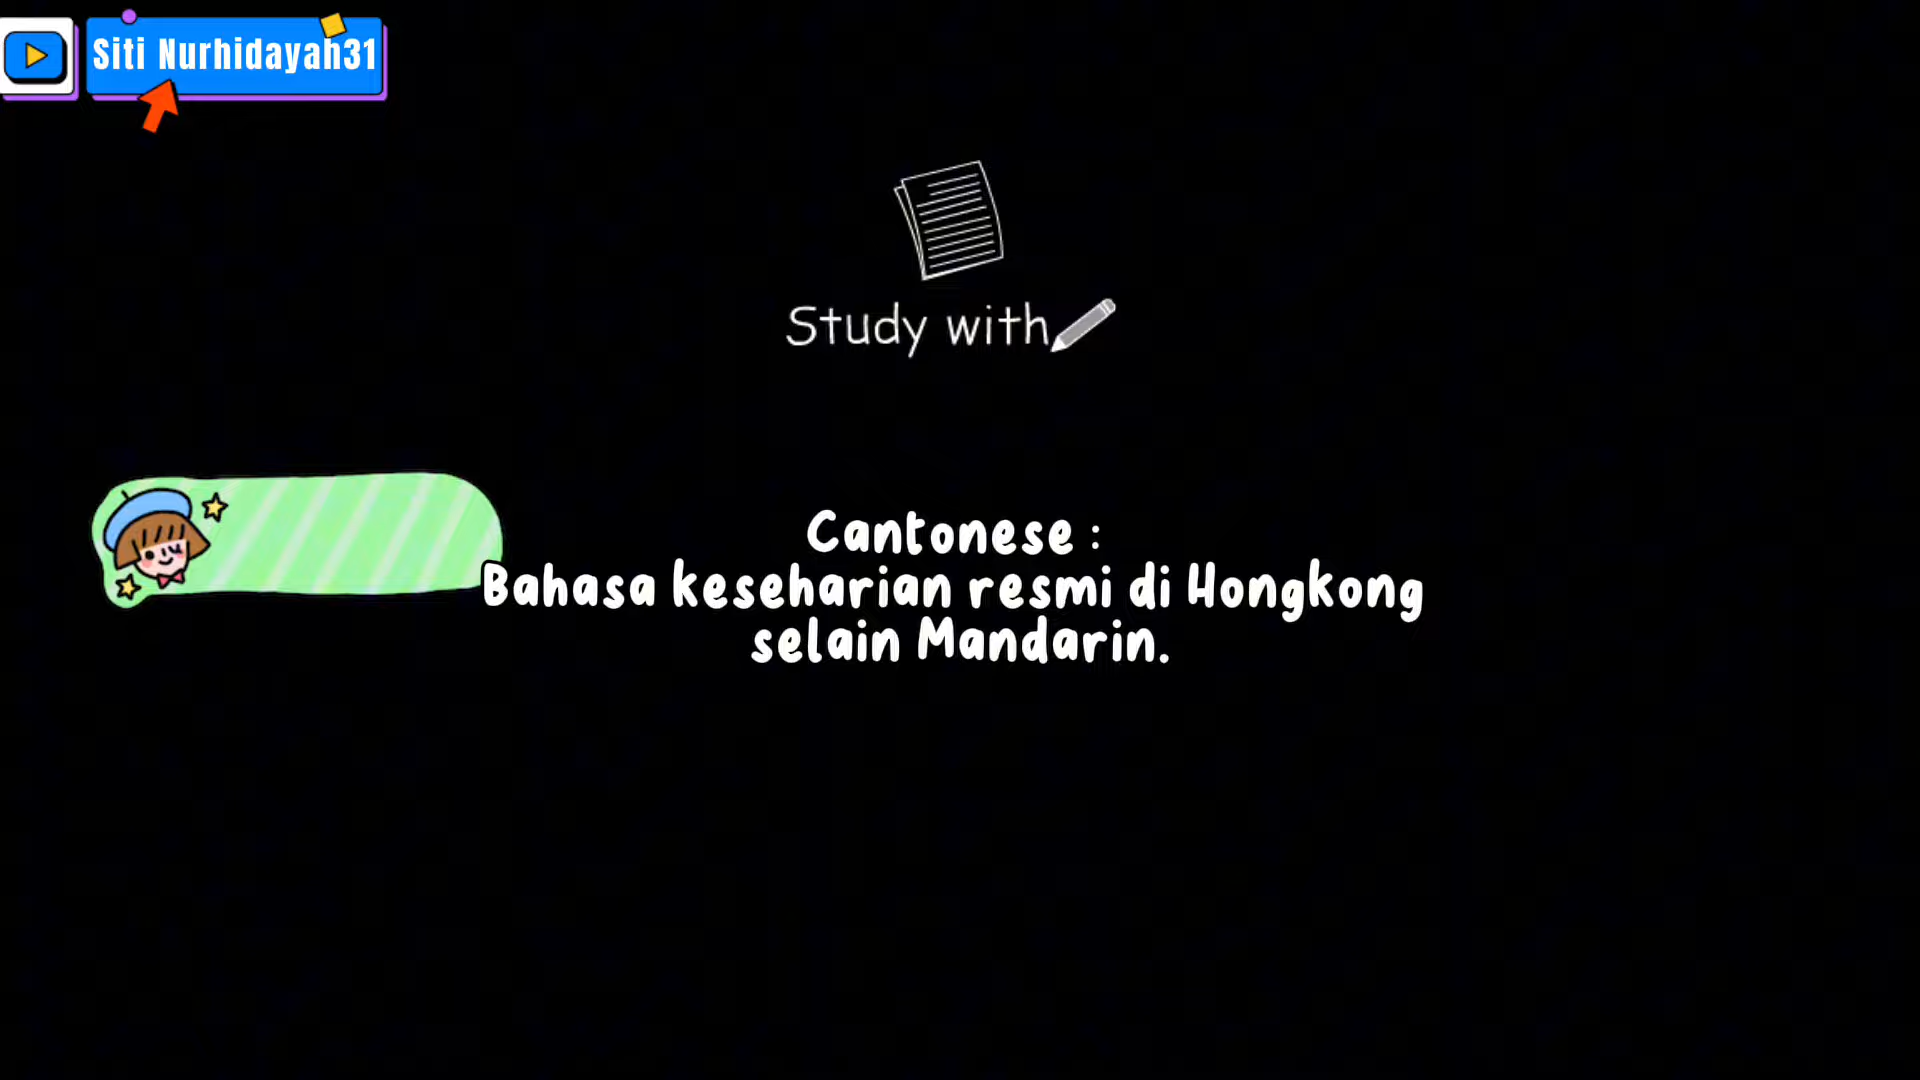 Siti Nurhidayah31
Study with
Cantonese :
Bahasa keseharian resmi di Hongkong
selain Mandarin.